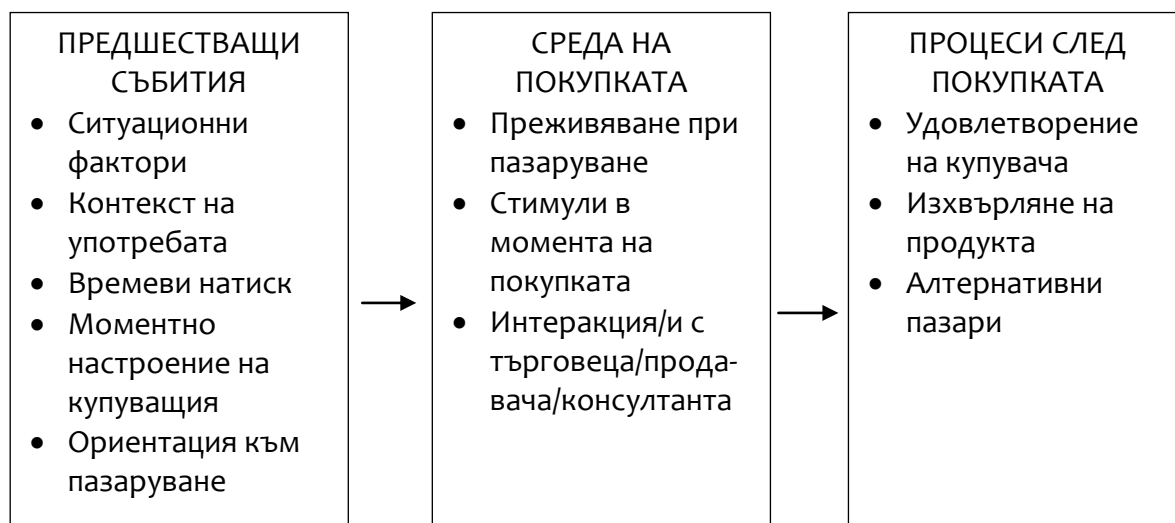 ПРЕДШЕСТВАЩИ
СЪБИТИЯ
• Ситуационни
фактори
• Контекст на
употребата
• Времеви натиск
• Моментно
настроение на
купуващия
• Ориентация към
пазаруване
СРЕДА НА
ПОКУПКАТА
• Преживяване при
пазаруване
• Стимули в
момента на
покупката
• Интеракция/и с
търговеца/прода-
вача/консултанта
ПРОЦЕСИ СЛЕД
ПОКУПКАТА
• Удовлетворение
на купувача
• Изхвърляне на
продукта
• Алтернативни
пазари